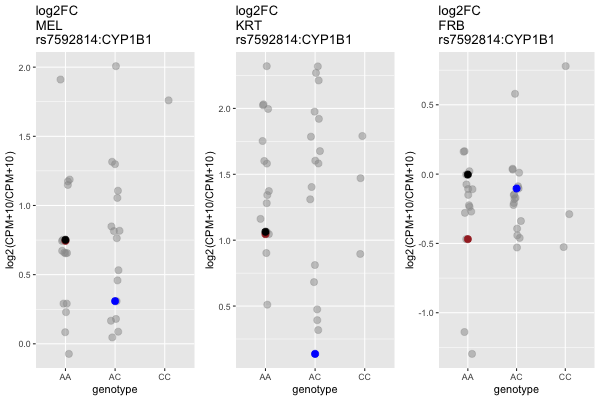 log2FC
MEL
rs7592814:CYP1B1
log2(CPM+10/CPM+10)
2.0
1.5
1.0
0.5
0.0
AA
AC
CC
genotype
log2FC
KRT
rs7592814:CYP1B1
log2(CPM+10/CPM+10)
2.0
1.5
1.0
0.5
AA
AC
CC
genotype
log2FC
FRB
rs7592814:CYP1B1
log2(CPM+10/CPM+10)
0.5
0.0
-0.5
-1.0
AA
AC
CC
genotype